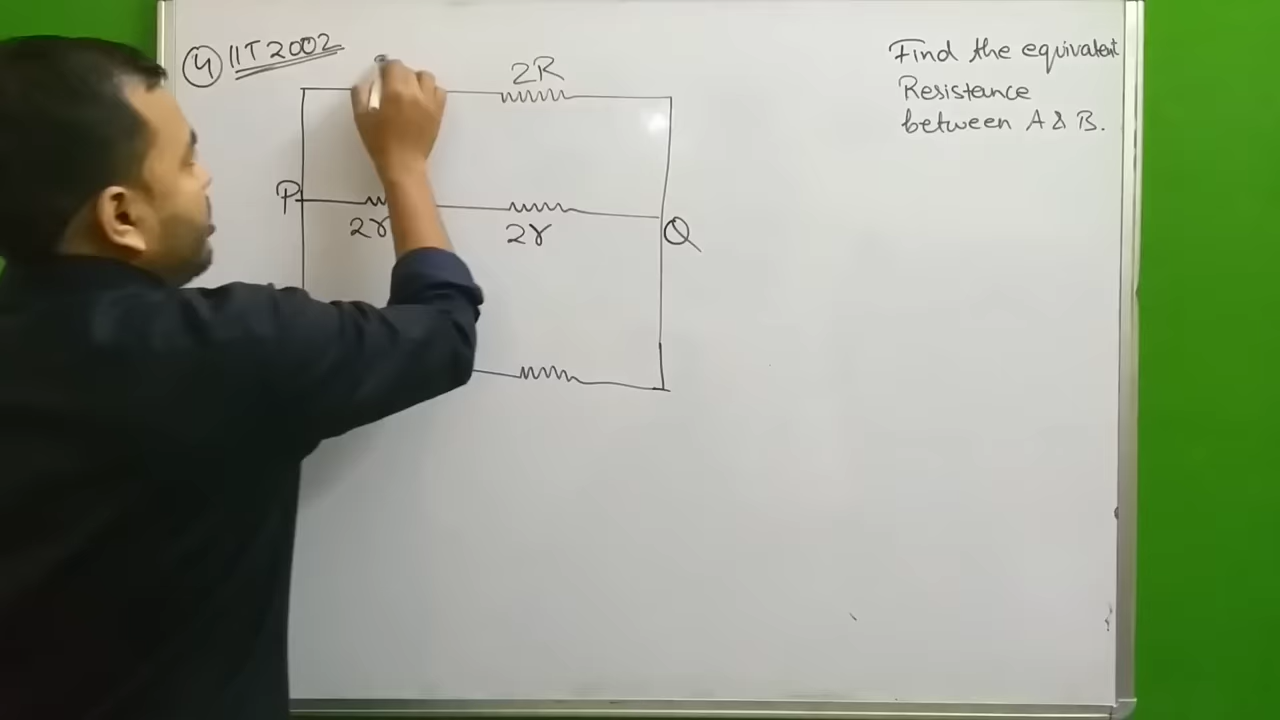 4 IIT 2002
Find the equivalent
Resistance
between A & B.
2R
P
2r
2r
Q